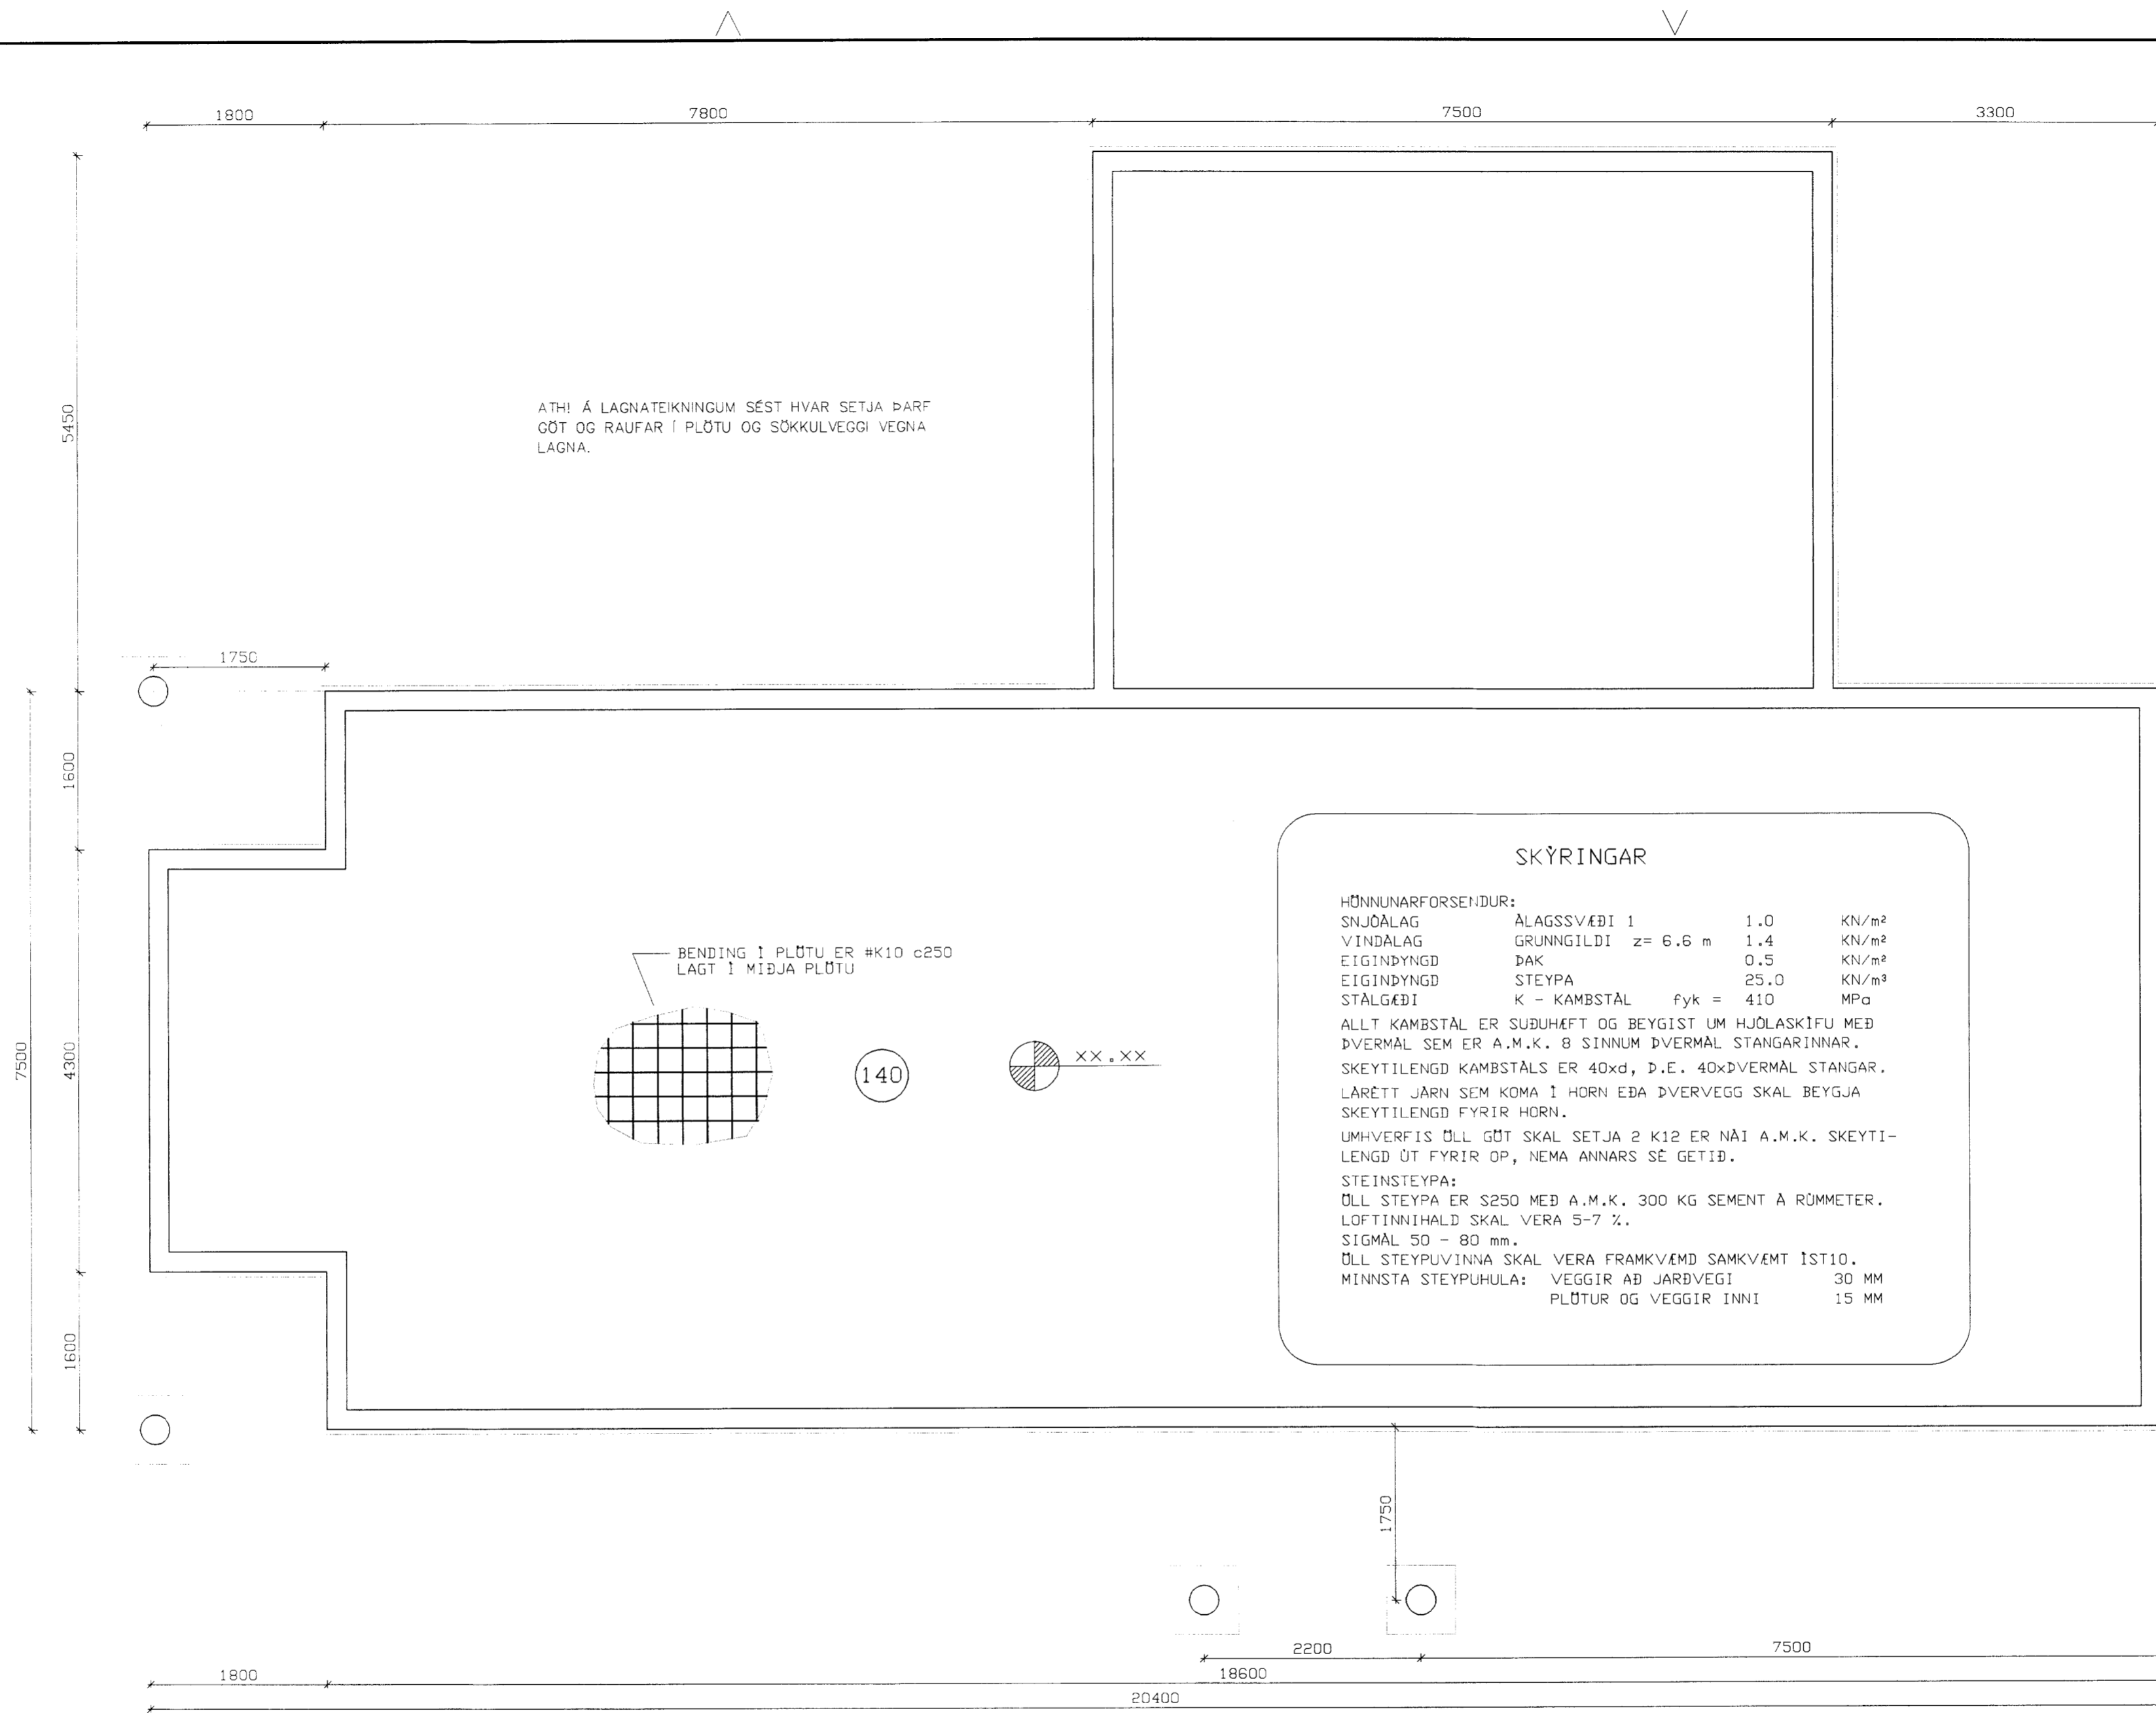 1800 7800 7500 3300
5450
ATH! Á LAGNATEIKNINGUM SÉST HVAR SETJA ÞARF
GÖT OG RAUFAR Í PLÖTU OG SÖKKULVEGGI VEGNA
LAGNA.
1750
1600
7500
4300
1600
BENDING Í PLÖTU ER #K10 c250
LAGT Í MIÐJA PLÖTU
140
XX.XX
SKÝRINGAR
HÖNNUNARFORSENDUR:
SNJÓÁLAG ÁLAGSSVÆÐI 1 1.0 KN/m²
VINDÁLAG GRUNNGILDI z= 6.6 m 1.4 KN/m²
EIGINÞYNGD ÞAK 0.5 KN/m²
EIGINÞYNGD STEYPA 25.0 KN/m³
STÁLGÆÐI K - KAMBSTÁL fyk = 410 MPa
ALLT KAMBSTÁL ER SUÐUHÆFT OG BEYGIST UM HJÓLASKÍFU MEÐ
ÞVERMÁL SEM ER A.M.K. 8 SINNUM ÞVERMÁL STANGARINNAR.
SKEYTILENGD KAMBSTÁLS ER 40xd, Þ.E. 40xÞVERMÁL STANGAR.
LÁRÉTT JÁRN SEM KOMA Í HORN EÐA ÞVERVEGG SKAL BEYGJA
SKEYTILENGD FYRIR HORN.
UMHVERFIS ÖLL GÖT SKAL SETJA 2 K12 ER NÁI A.M.K. SKEYTI-
LENGD ÚT FYRIR OP, NEMA ANNARS SÉ GETIÐ.
STEINSTEYPA:
ÖLL STEYPA ER S250 MEÐ A.M.K. 300 KG SEMENT Á RÚMMETER.
LOFTINNIHALD SKAL VERA 5-7 %.
SIGMÁL 50 - 80 mm.
ÖLL STEYPUVINNA SKAL VERA FRAMKVÆMD SAMKVÆMT ÍST10.
MINNSTA STEYPUHULA: VEGGIR AÐ JARÐVEGI 30 MM
PLÖTUR OG VEGGIR INNI 15 MM
1750
2200 7500
1800 18600
20400